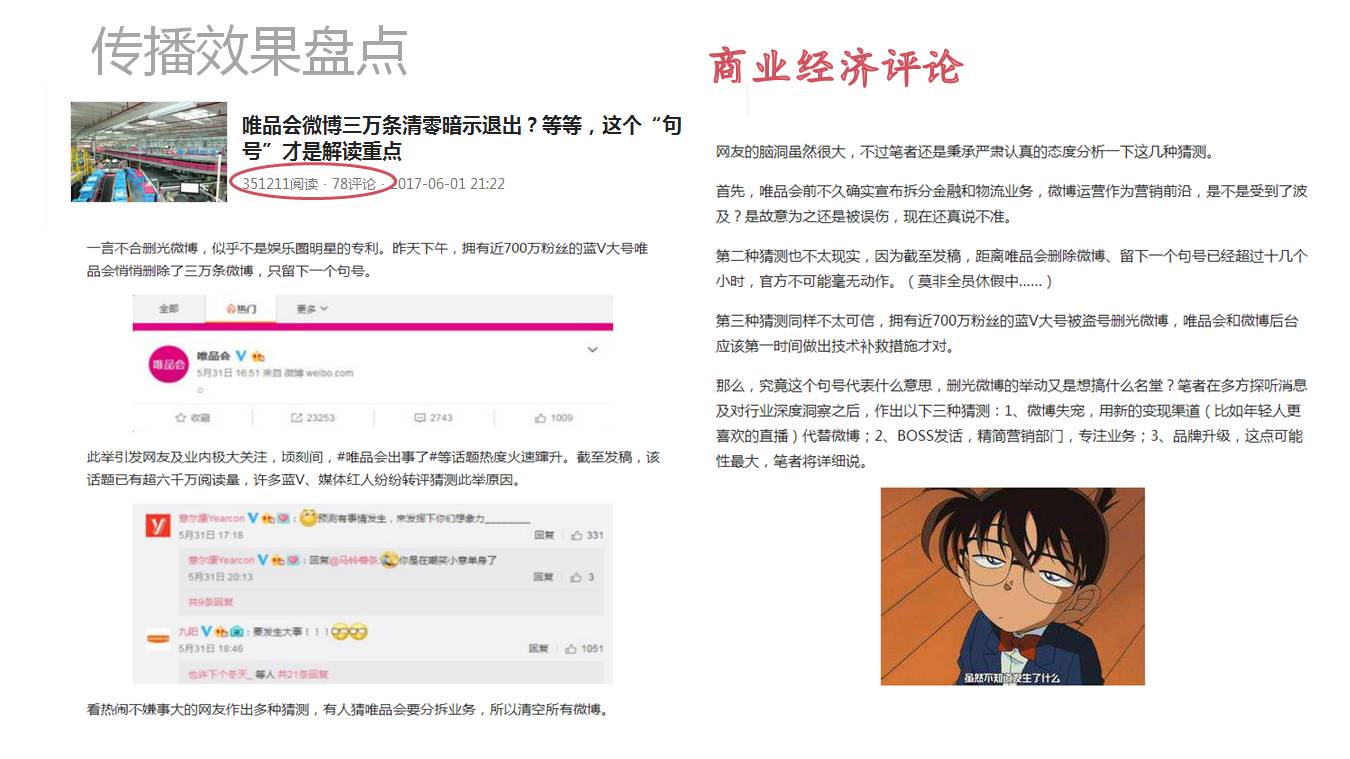 传播效果盘点
唯品会微博三万条清零暗示退出？等等，这个“句
号”才是解读重点
351211阅读 · 78评论 · 2017-06-01 21:22
一言不合删光微博，似乎不是娱乐圈明星的专利。昨天下午，拥有近700万粉丝的蓝V大号唯
品会悄悄删除了三万条微博，只留下一个句号。
全部 热门 更多
唯品会 唯品会 V
5月31日 16:51 来自 微博 weibo.com
。
收藏 23253 2743 1009
此举引发网友及业内极大关注，顷刻间，#唯品会出事了#等话题热度火速蹿升。截至发稿，该
话题已有超六千万阅读量，许多蓝V、媒体红人纷纷转评猜测此举原因。
意尔康Yearcon V ：预测有事情发生，来发挥下你们想象力________
5月31日 17:18 回复 331
意尔康Yearcon V ：回复@马铃薯条 你是在嘲笑小意单身了
5月31日 20:13 回复 3
共9条回复
九阳 V ：要发生大事！！！
5月31日 18:46 回复 1051
也许下个冬天_ 等人 共21条回复
看热闹不嫌事大的网友作出多种猜测，有人猜唯品会要分拆业务，所以清空所有微博。
商业经济评论
网友的脑洞虽然很大，不过笔者还是秉承严肃认真的态度分析一下这几种猜测。
首先，唯品会前不久确实宣布拆分金融和物流业务，微博运营作为营销前沿，是不是受到了波
及？是故意为之还是被误伤，现在还真说不准。
第二种猜测也不太现实，因为截至发稿，距离唯品会删除微博、留下一个句号已经超过十几个
小时，官方不可能毫无动作。（莫非全员休假中......）
第三种猜测同样不太可信，拥有近700万粉丝的蓝V大号被盗号删光微博，唯品会和微博后台
应该第一时间做出技术补救措施才对。
那么，究竟这个句号代表什么意思，删光微博的举动又是想搞什么名堂？笔者在多方探听消息
及对行业深度洞察之后，作出以下三种猜测：1、微博失宠，用新的变现渠道（比如年轻人更
喜欢的直播）代替微博；2、BOSS发话，精简营销部门，专注业务；3、品牌升级，这点可能
性最大，笔者将详细说。
虽然不知道发生了什么